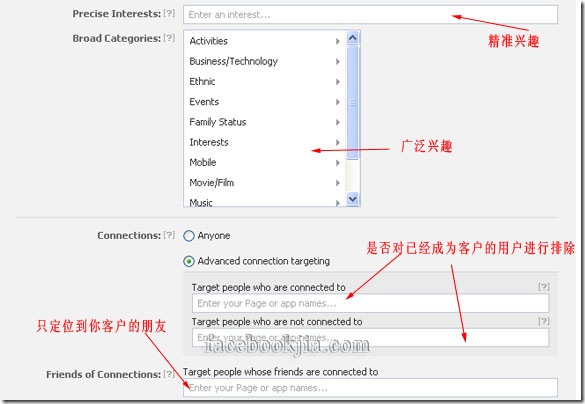 Precise Interests: [?] Enter an interest...
精准兴趣
Broad Categories: [?] Activities
Business/Technology
Ethnic
Events
Family Status
Interests
广泛兴趣
Mobile
Movie/Film
Music
Connections: [?] Anyone
是否对已经成为客户的用户进行排除
Advanced connection targeting
Target people who are connected to [?]
Enter your Page or app names...
只定位到你客户的朋友
Target people who are not connected to [?]
Enter your Page or app names...
facebookjia.com
Friends of Connections: [?] Target people whose friends are connected to
Enter your Page or app names...